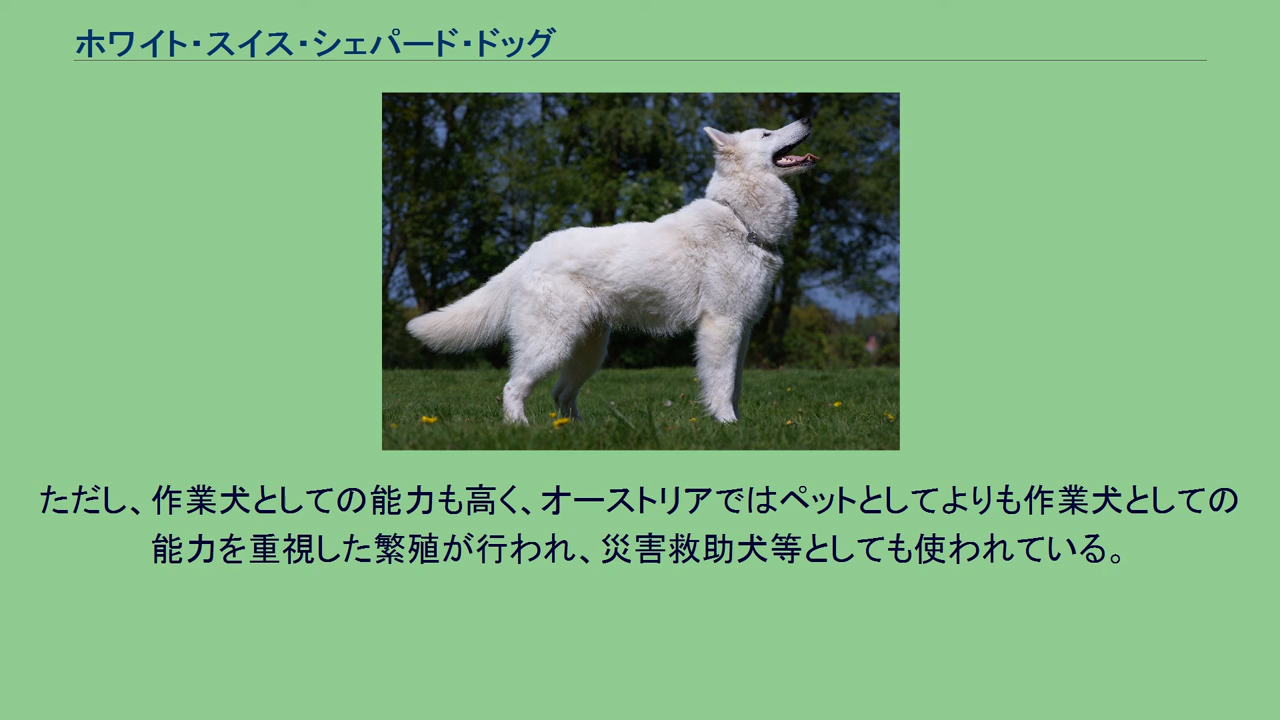 ホワイト・スイス・シェパード・ドッグ
ただし、作業犬としての能力も高く、オーストリアではペットとしてよりも作業犬としての
能力を重視した繁殖が行われ、災害救助犬等としても使われている。